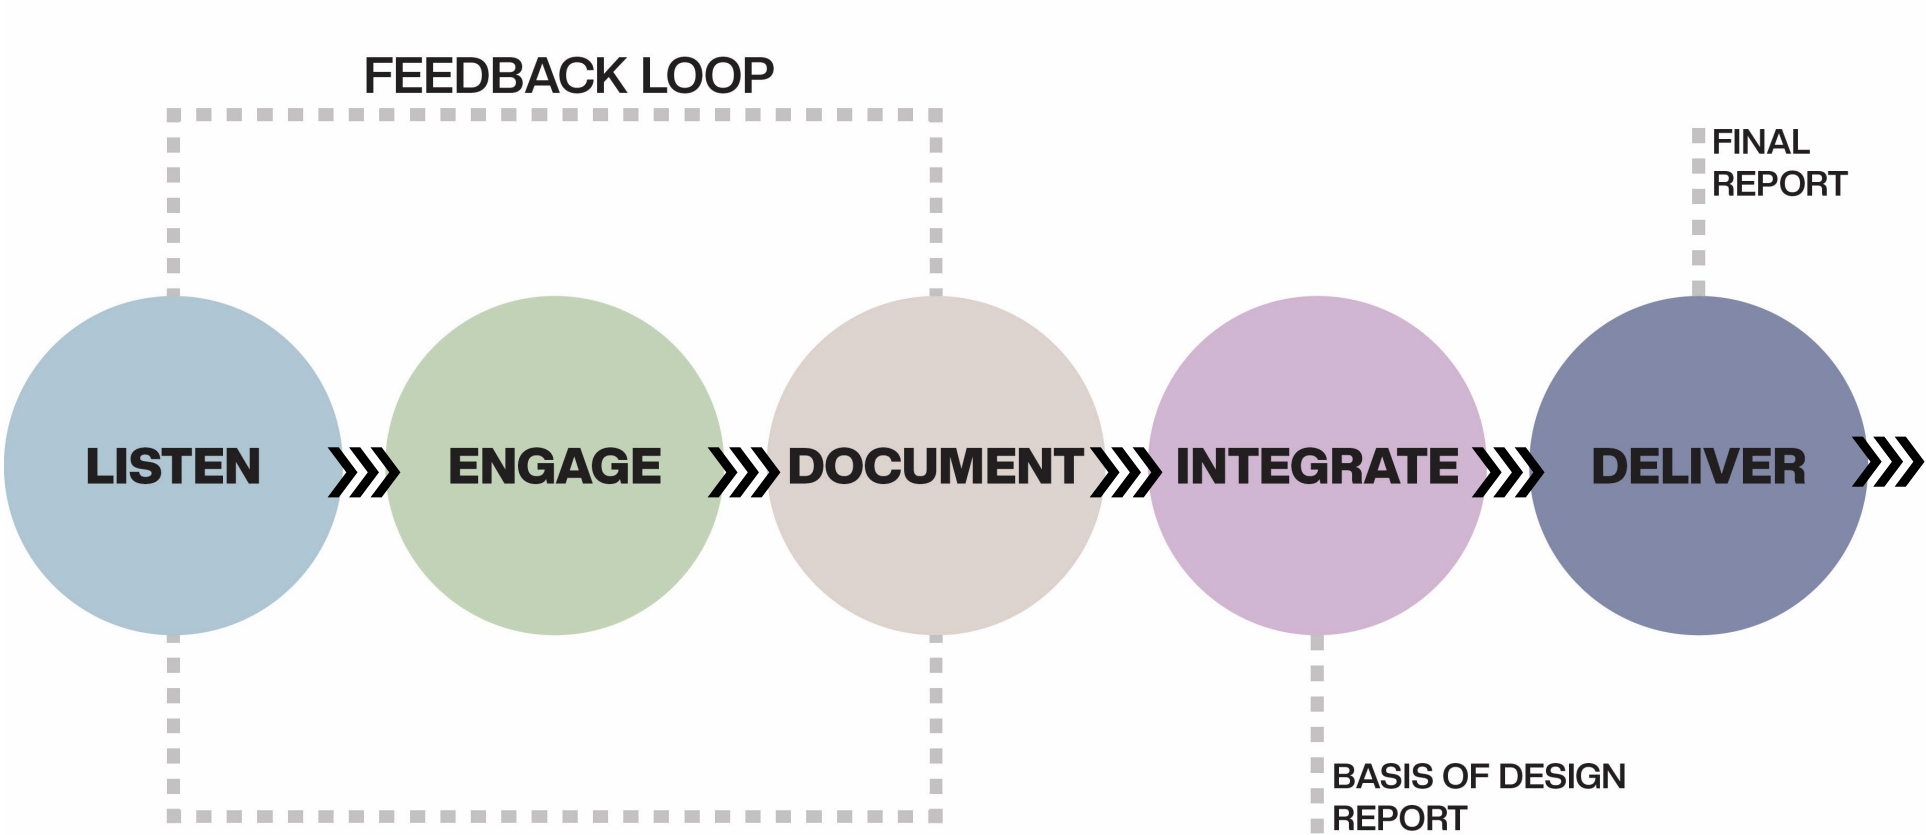 FEEDBACK LOOP
FINAL
REPORT
LISTEN
ENGAGE
DOCUMENT
INTEGRATE
DELIVER
BASIS OF DESIGN
REPORT